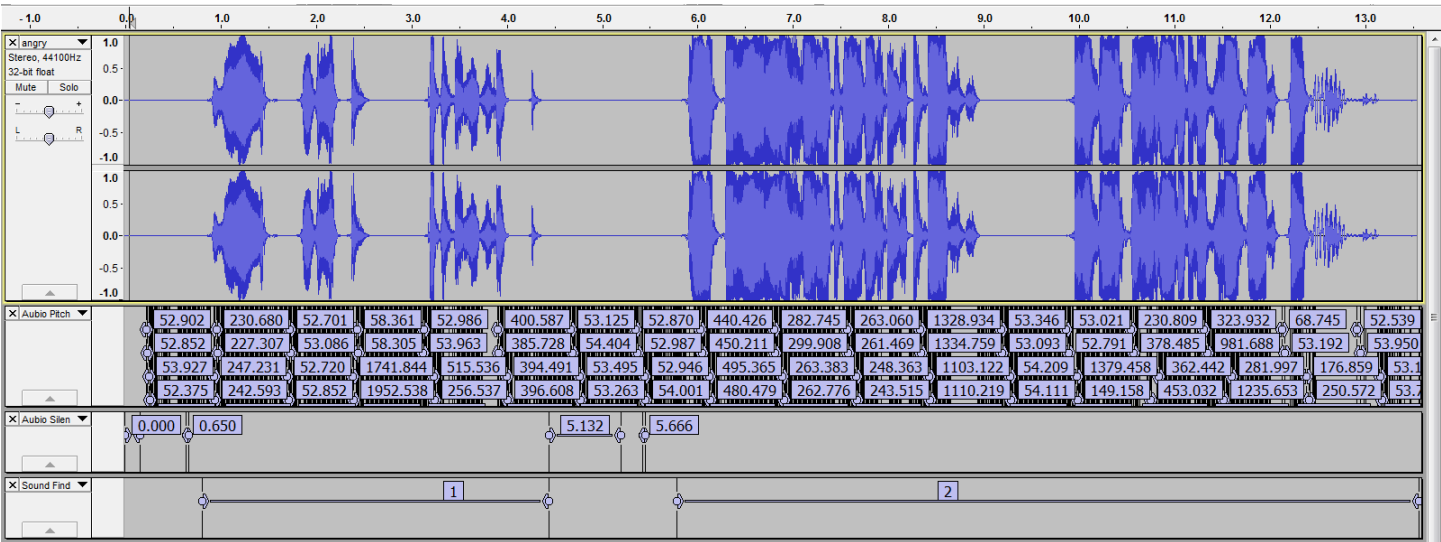 - 1.0 0.0 1.0 2.0 3.0 4.0 5.0 6.0 7.0 8.0 9.0 10.0 11.0 12.0 13.0
X angry
Stereo, 44100Hz
32-bit float
Mute Solo
- +
L R
1.0
0.5-
0.0-
-0.5-
-1.0
1.0
0.5-
0.0-
-0.5-
-1.0
X Aubio Pitch
52.902 230.680 52.701 58.361 52.986 400.587 53.125 52.870 440.426 282.745 263.060 1328.934 53.346 53.021 230.809 323.932 68.745 52.539
52.852 227.307 53.086 58.305 53.963 385.728 54.404 52.987 450.211 299.908 261.469 1334.759 53.093 52.791 378.485 981.688 53.192 53.950
53.927 247.231 52.720 1741.844 515.536 394.491 53.495 52.946 495.365 263.383 248.363 1103.122 54.209 1379.458 362.442 281.997 176.859
52.375 242.593 52.852 1952.538 256.537 396.608 53.263 54.001 480.479 262.776 243.515 1110.219 54.111 149.158 453.032 1235.653 250.572
X Aubio Silen
0.000 0.650 5.132 5.666
X Sound Find
1 2